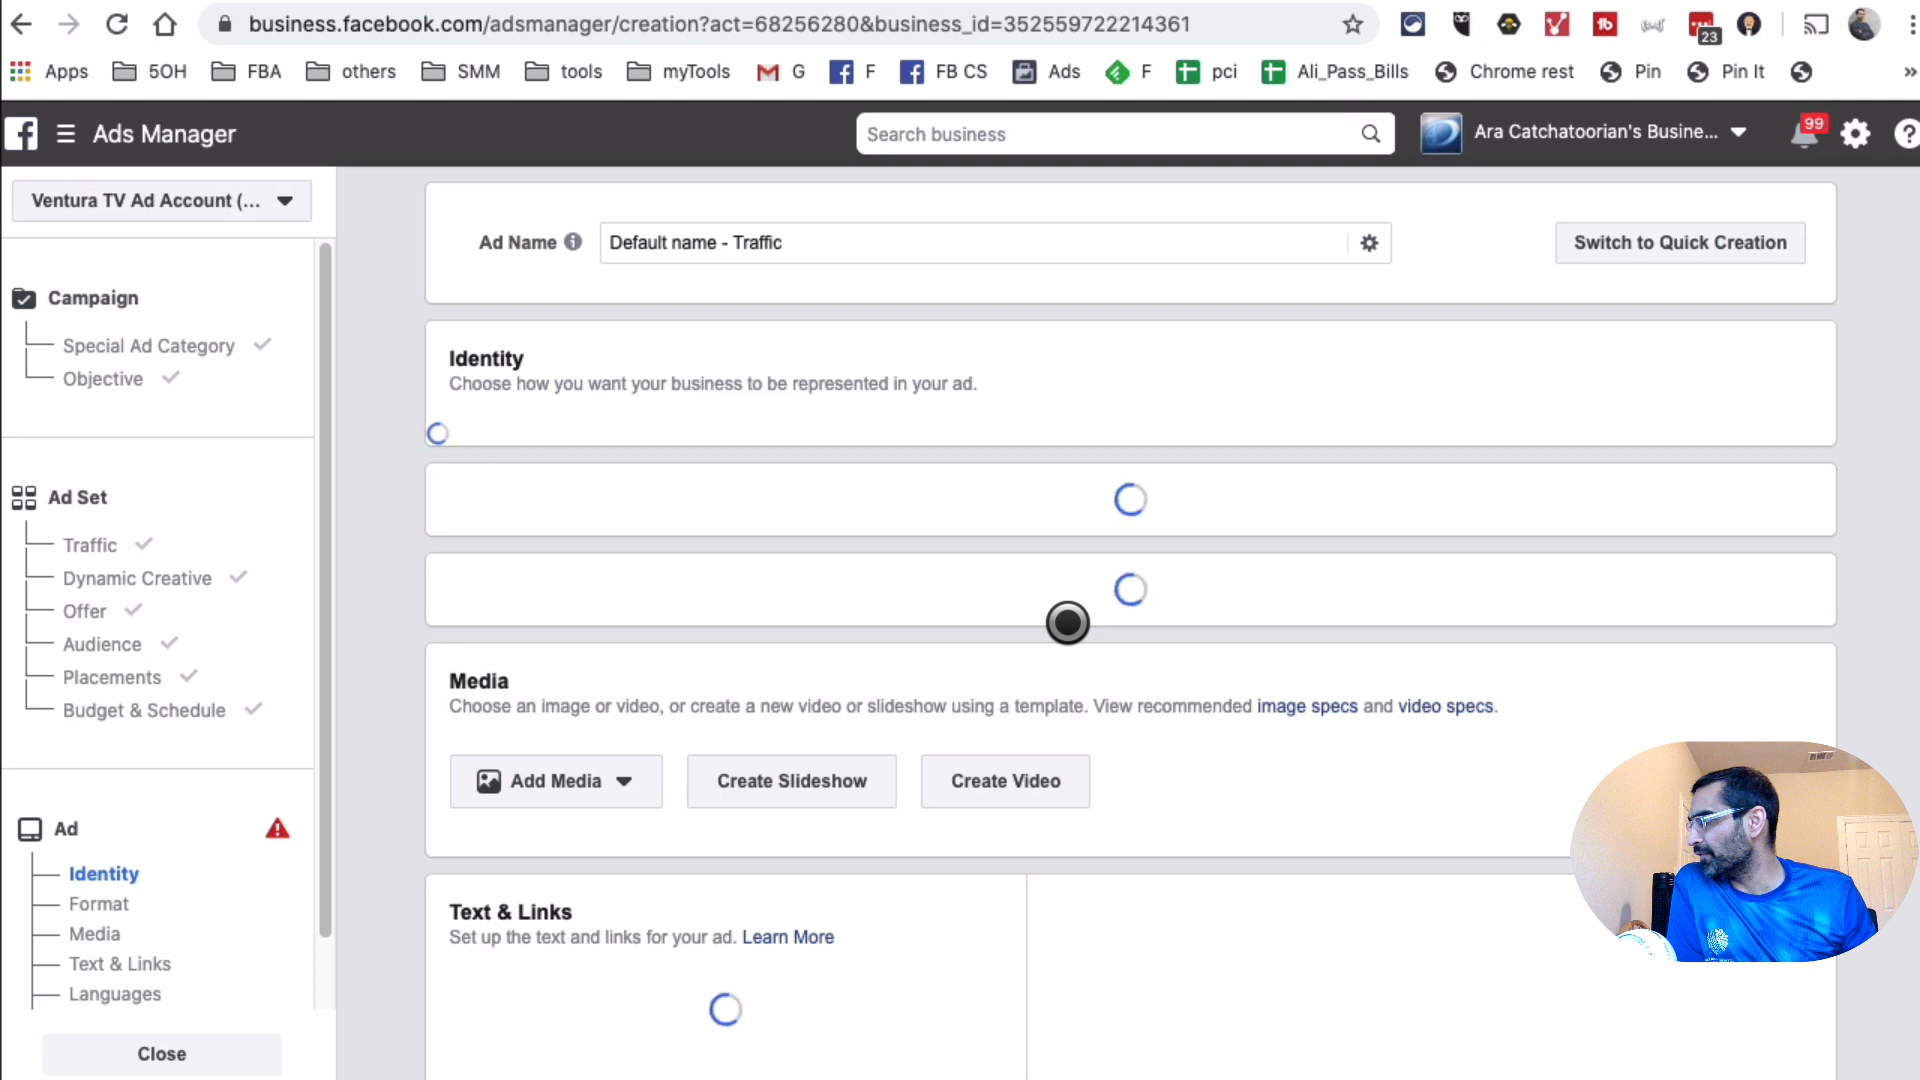 business.facebook.com/adsmanager/creation?act=68256280&business_id=352559722214361
23
Apps 5OH FBA others SMM tools myTools G F FB CS Ads F pci Ali_Pass_Bills Chrome rest Pin Pin It »
Ads Manager
Search business
Ara Catchatoorian's Busine...
99
Ventura TV Ad Account (...
Campaign
Special Ad Category
Objective
Ad Set
Traffic
Dynamic Creative
Offer
Audience
Placements
Budget & Schedule
Ad
Identity
Format
Media
Text & Links
Languages
Close
Ad Name
Default name - Traffic
Switch to Quick Creation
Identity
Choose how you want your business to be represented in your ad.
Media
Choose an image or video, or create a new video or slideshow using a template. View recommended image specs and video specs.
Add Media
Create Slideshow
Create Video
Text & Links
Set up the text and links for your ad. Learn More